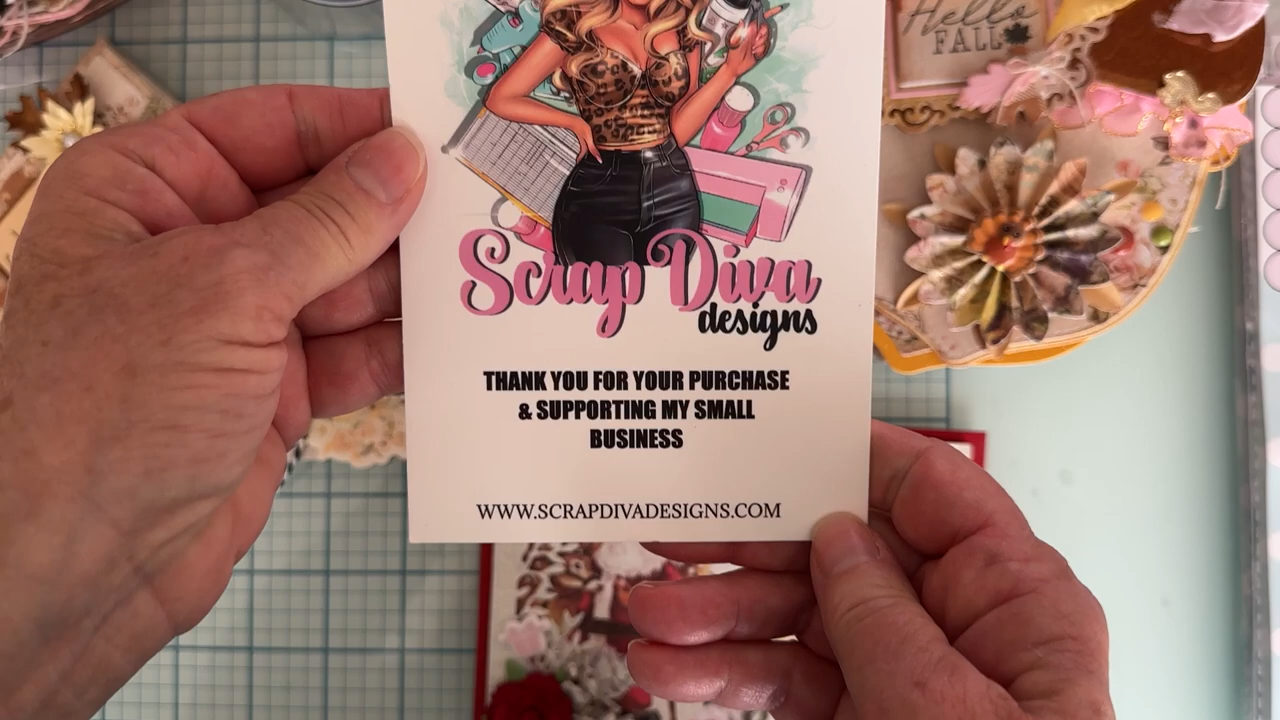 Hello
FALL
Scrap Diva
designs
THANK YOU FOR YOUR PURCHASE
& SUPPORTING MY SMALL
BUSINESS
WWW.SCRAPDIVADESIGNS.COM